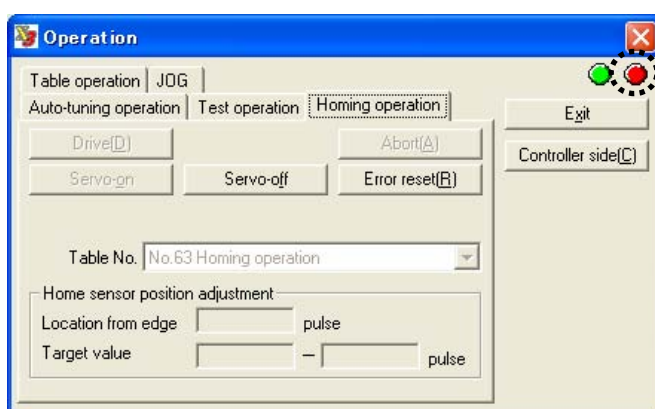 Operation
Table operation JOG
Auto-tuning operation Test operation Homing operation
Exit
Drive(D) Abort(A)
Controller side(C)
Servo-on Servo-off Error reset(R)
Table No. No.63 Homing operation
Home sensor position adjustment
Location from edge pulse
Target value — pulse